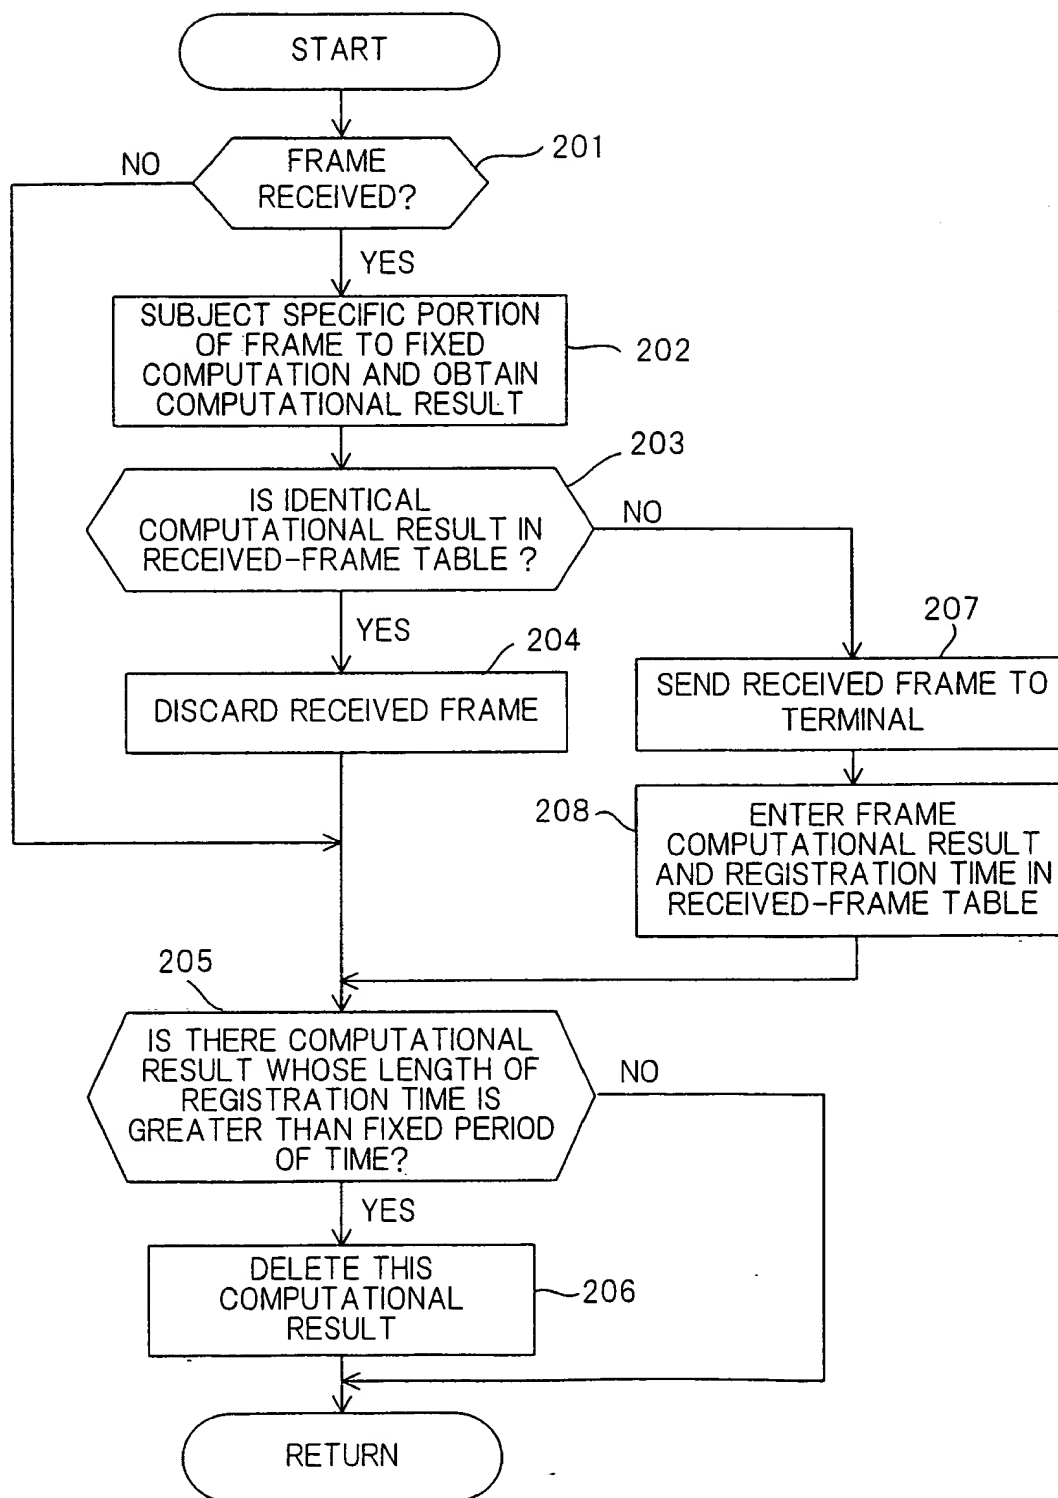 START
FRAME
RECEIVED?
201
NO
YES
SUBJECT SPECIFIC PORTION
OF FRAME TO FIXED
COMPUTATION AND OBTAIN
COMPUTATIONAL RESULT
202
203
IS IDENTICAL
COMPUTATIONAL RESULT IN
RECEIVED-FRAME TABLE ?
NO
YES
204
DISCARD RECEIVED FRAME
207
SEND RECEIVED FRAME TO
TERMINAL
208
ENTER FRAME
COMPUTATIONAL RESULT
AND REGISTRATION TIME IN
RECEIVED-FRAME TABLE
205
IS THERE COMPUTATIONAL
RESULT WHOSE LENGTH OF
REGISTRATION TIME IS
GREATER THAN FIXED PERIOD
OF TIME?
NO
YES
DELETE THIS
COMPUTATIONAL
RESULT
206
RETURN